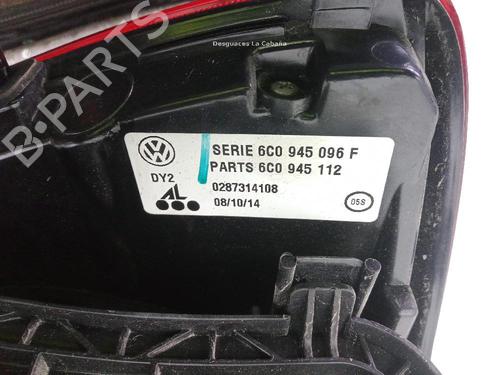 Desguaces La Cabaña
B-PARTS
SERIE 6C0 945 096 F
DY2 PARTS 6C0 945 112
AL 0287314108
08/10/14 05S